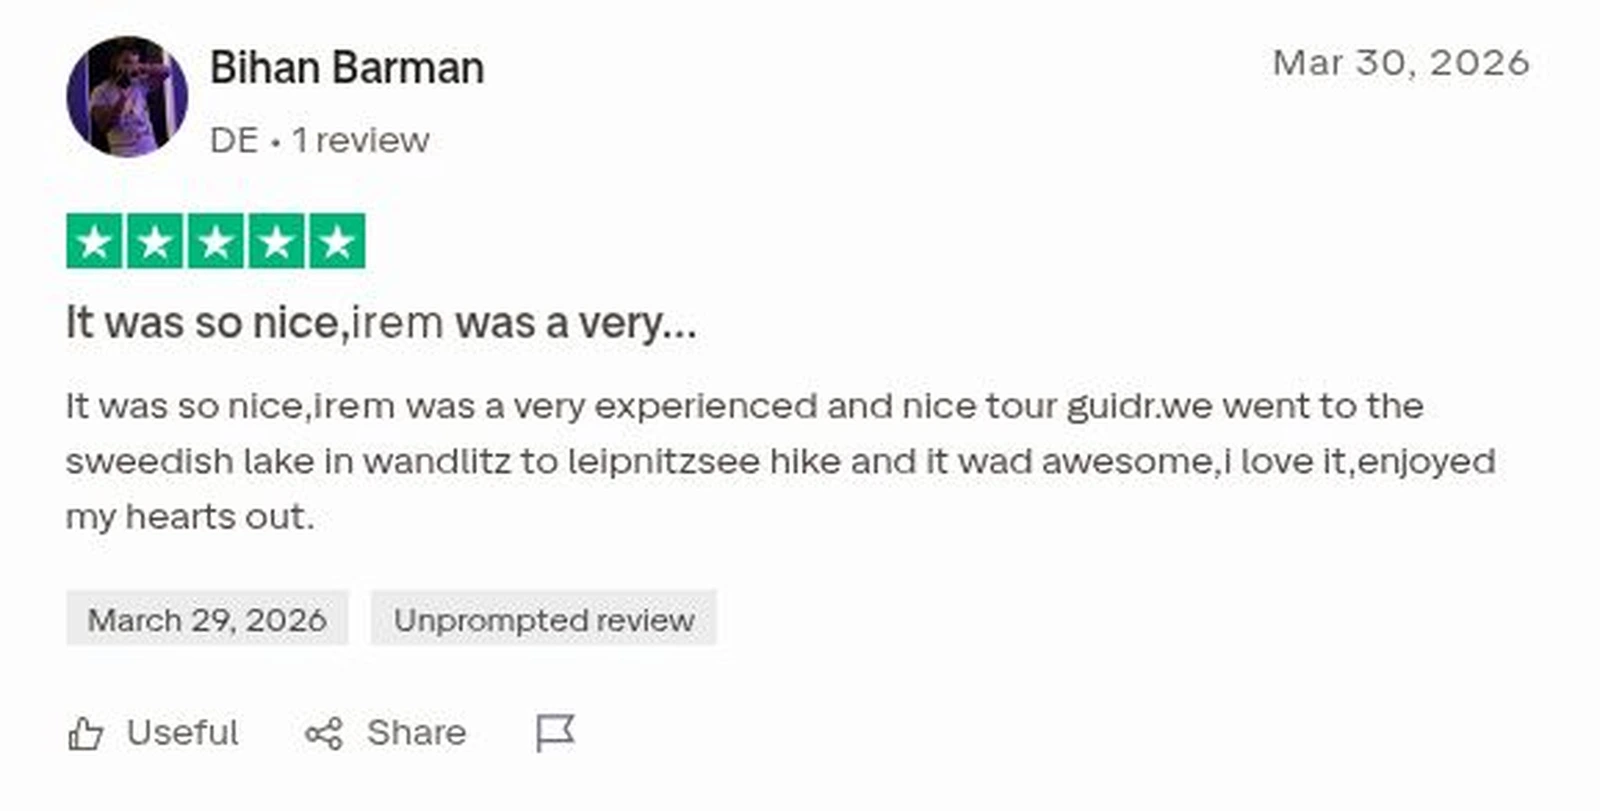 Bihan Barman
Mar 30, 2026
DE • 1 review
It was so nice,irem was a very...
It was so nice,irem was a very experienced and nice tour guidr.we went to the
sweedish lake in wandlitz to leipnitzsee hike and it wad awesome,i love it,enjoyed
my hearts out.
March 29, 2026
Unprompted review
Useful
Share